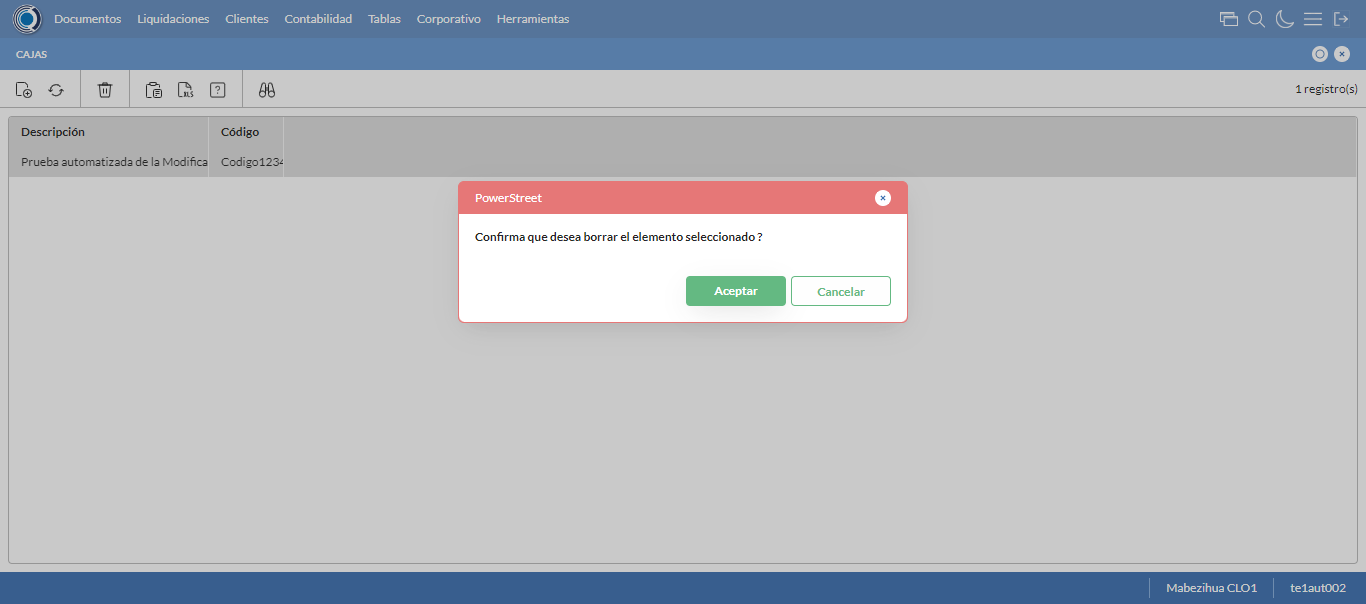 Documentos Liquidaciones Clientes Contabilidad Tablas Corporativo Herramientas
CAJAS
XLS ? 1 registro(s)
Descripción Código
Prueba automatizada de la Modifica Codigo1234
PowerStreet
Confirma que desea borrar el elemento seleccionado ?
Aceptar Cancelar
Mabezihua CLO1 te1aut002